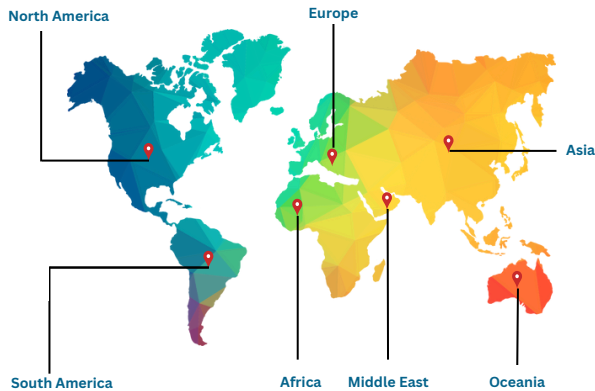 Europe
North America
Asia
South America
Africa
Middle East
Oceania